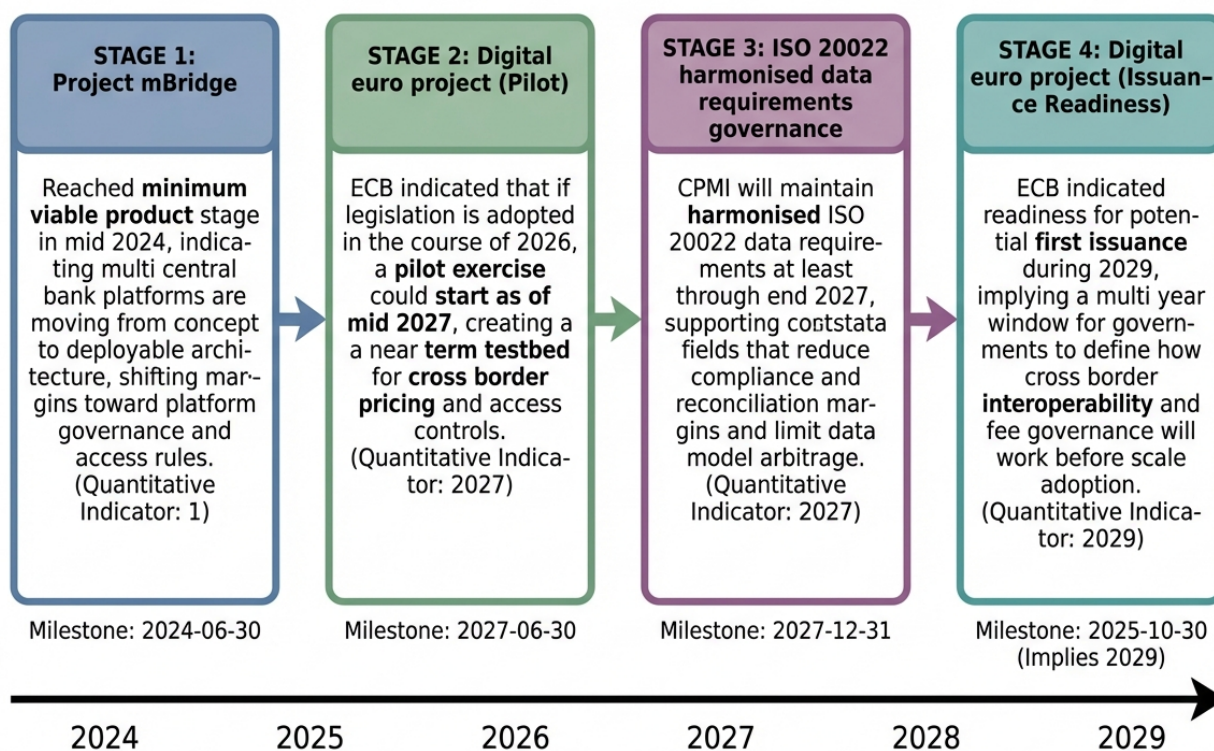 STAGE 1:
Project mBridge
Reached minimum
viable product stage
in mid 2024, indica-
ting multi central
bank platforms are
moving from concept
to deployable archi-
tecture, shifting mar-
gins toward platform
governance and
access rules.
(Quantitative
Indicator: 1)
Milestone: 2024-06-30
STAGE 2: Digital
euro project (Pilot)
ECB indicated that if
legislation is adopted
in the course of 2026,
a pilot exercise
could start as of
mid 2027, creating a
a near term testbed
for cross border
pricing and access
controls.
(Quantitative Indica-
tor: 2027)
Milestone: 2027-06-30
STAGE 3: ISO 20022
harmonised data
requirements
governance
CPMI will maintain
harmonised ISO
20022 data require-
ments at least
through end 2027,
supporting
fields that reduce
compliance and
reconciliation mar-
gins and limit data
model arbitrage.
(Quantitative
Indicator: 2027)
Milestone: 2027-12-31
STAGE 4: Digital
euro project (Issuan-
ce Readiness)
ECB indicated
readiness for poten-
tial first issuance
during 2029,
implying a multi year
window for govern-
ments to define how
cross border
interoperability and
fee governance will
work before scale
adoption.
(Quantitative Indica-
tor: 2029)
Milestone: 2025-10-30
(Implies 2029)
2024 2025 2026 2027 2028 2029